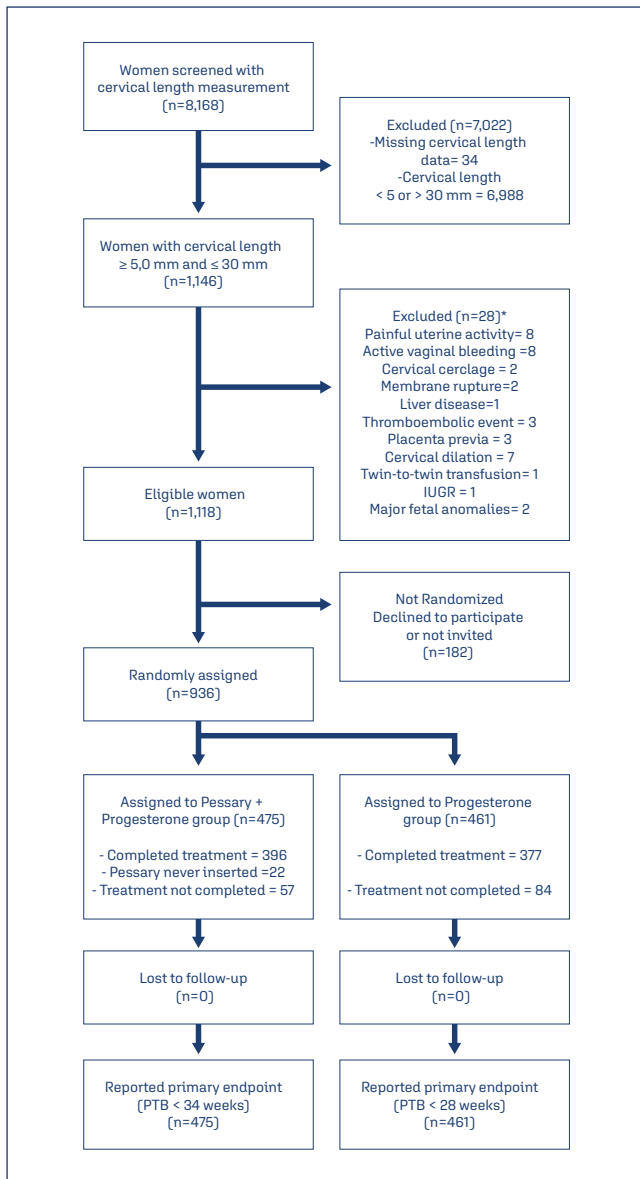 Women screened with
cervical length measurement
(n=8,168)
Excluded (n=7,022)
-Missing cervical length
data= 34
-Cervical length
< 5 or > 30 mm = 6,988
Women with cervical length
≥ 5,0 mm and ≤ 30 mm
(n=1,146)
Excluded (n=28)*
Painful uterine activity= 8
Active vaginal bleeding =8
Cervical cerclage = 2
Membrane rupture=2
Liver disease=1
Thromboembolic event = 3
Placenta previa = 3
Cervical dilation = 7
Twin-to-twin transfusion= 1
IUGR = 1
Major fetal anomalies= 2
Eligible women
(n=1,118)
Not Randomized
Declined to participate
or not invited
(n=182)
Randomly assigned
(n=936)
Assigned to Pessary +
Progesterone group (n=475)
- Completed treatment = 396
- Pessary never inserted =22
- Treatment not completed = 57
Assigned to Progesterone
group (n=461)
- Completed treatment = 377
- Treatment not completed = 84
Lost to follow-up
(n=0)
Lost to follow-up
(n=0)
Reported primary endpoint
(PTB < 34 weeks)
(n=475)
Reported primary endpoint
(PTB < 28 weeks)
(n=461)